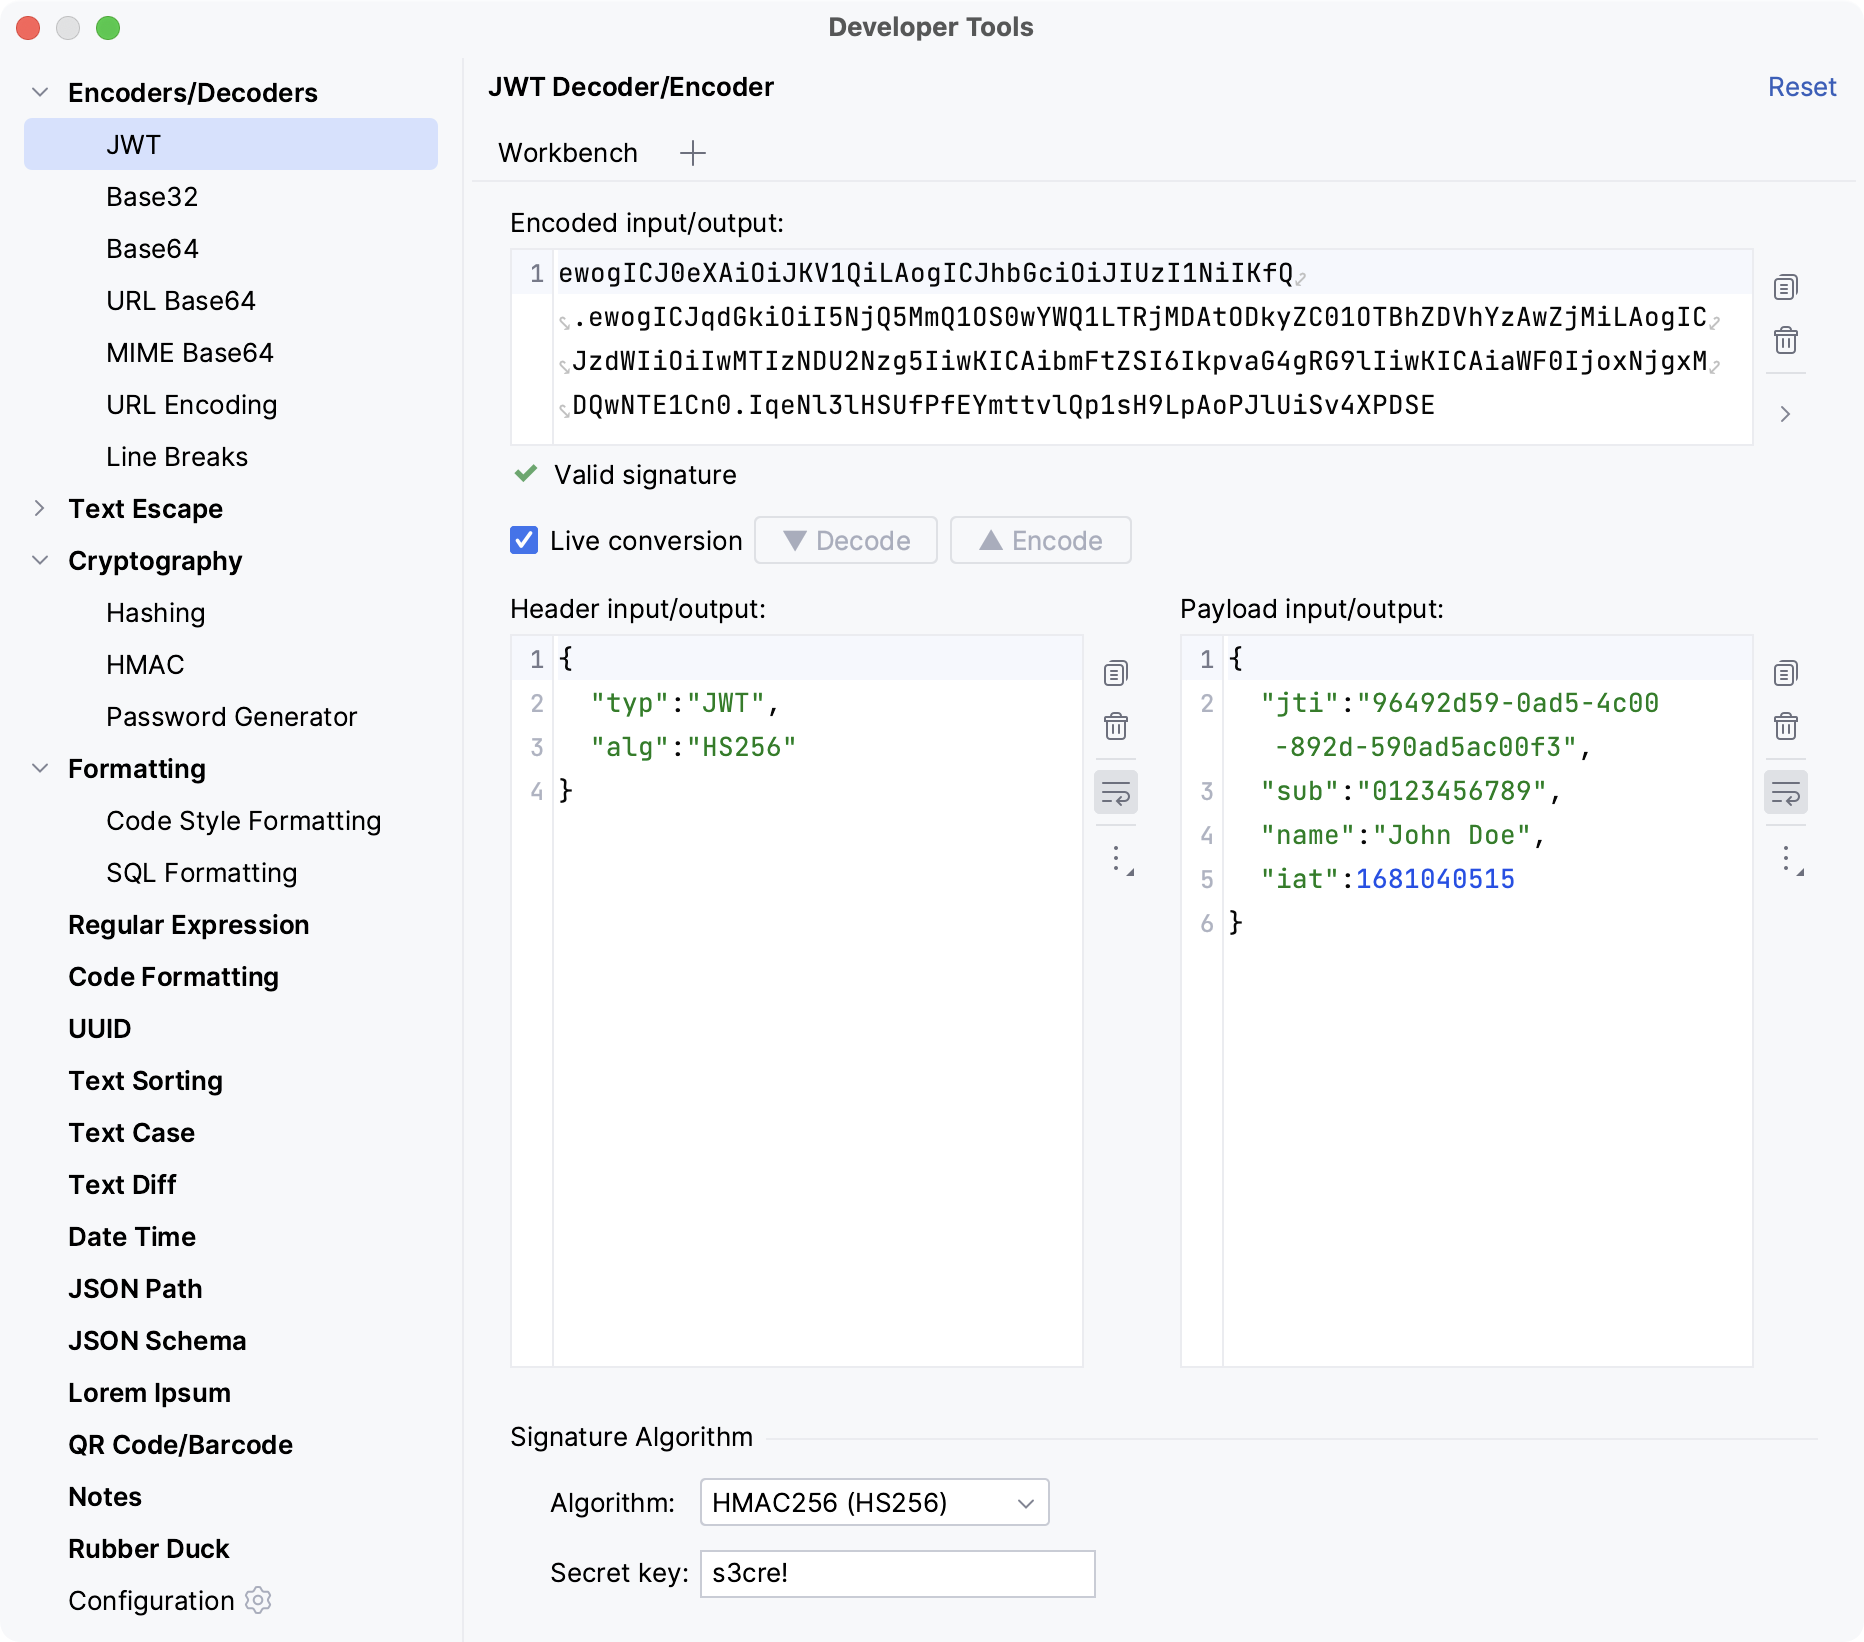 Developer Tools
Encoders/Decoders
JWT
Base32
Base64
URL Base64
MIME Base64
URL Encoding
Line Breaks
Text Escape
Cryptography
Hashing
HMAC
Password Generator
Formatting
Code Style Formatting
SQL Formatting
Regular Expression
Code Formatting
UUID
Text Sorting
Text Case
Text Diff
Date Time
JSON Path
JSON Schema
Lorem Ipsum
QR Code/Barcode
Notes
Rubber Duck
Configuration
JWT Decoder/Encoder
Reset
Workbench
Encoded input/output:
1 ewogICJ0eXAiOiJKV1QiLAogICJhbGciOiJIUzI1NiIKfQ
.ewogICJqdGkiOiI5NjQ5MmQ1OS0wYWQ1LTRjMDAtODkyZC01OTBhZDVhYzAwZjMiLAogIC
JzdWIiOiIwMTIzNDU2Nzg5IiwKICAibmFtZSI6IkpvaG4gRG9lIiwKICAiaWF0IjoxNjgxM
DQwNTE1Cn0.IqeNl3lHSUfPfEYmttvlQp1sH9LpAoPJlUiSv4XPDSE
Valid signature
Live conversion
Decode
Encode
Header input/output:
1 {
2 "typ":"JWT",
3 "alg":"HS256"
4 }
Payload input/output:
1 {
2 "jti":"96492d59-0ad5-4c00
-892d-590ad5ac00f3",
3 "sub":"0123456789",
4 "name":"John Doe",
5 "iat":1681040515
6 }
Signature Algorithm
Algorithm: HMAC256 (HS256)
Secret key: s3cre!